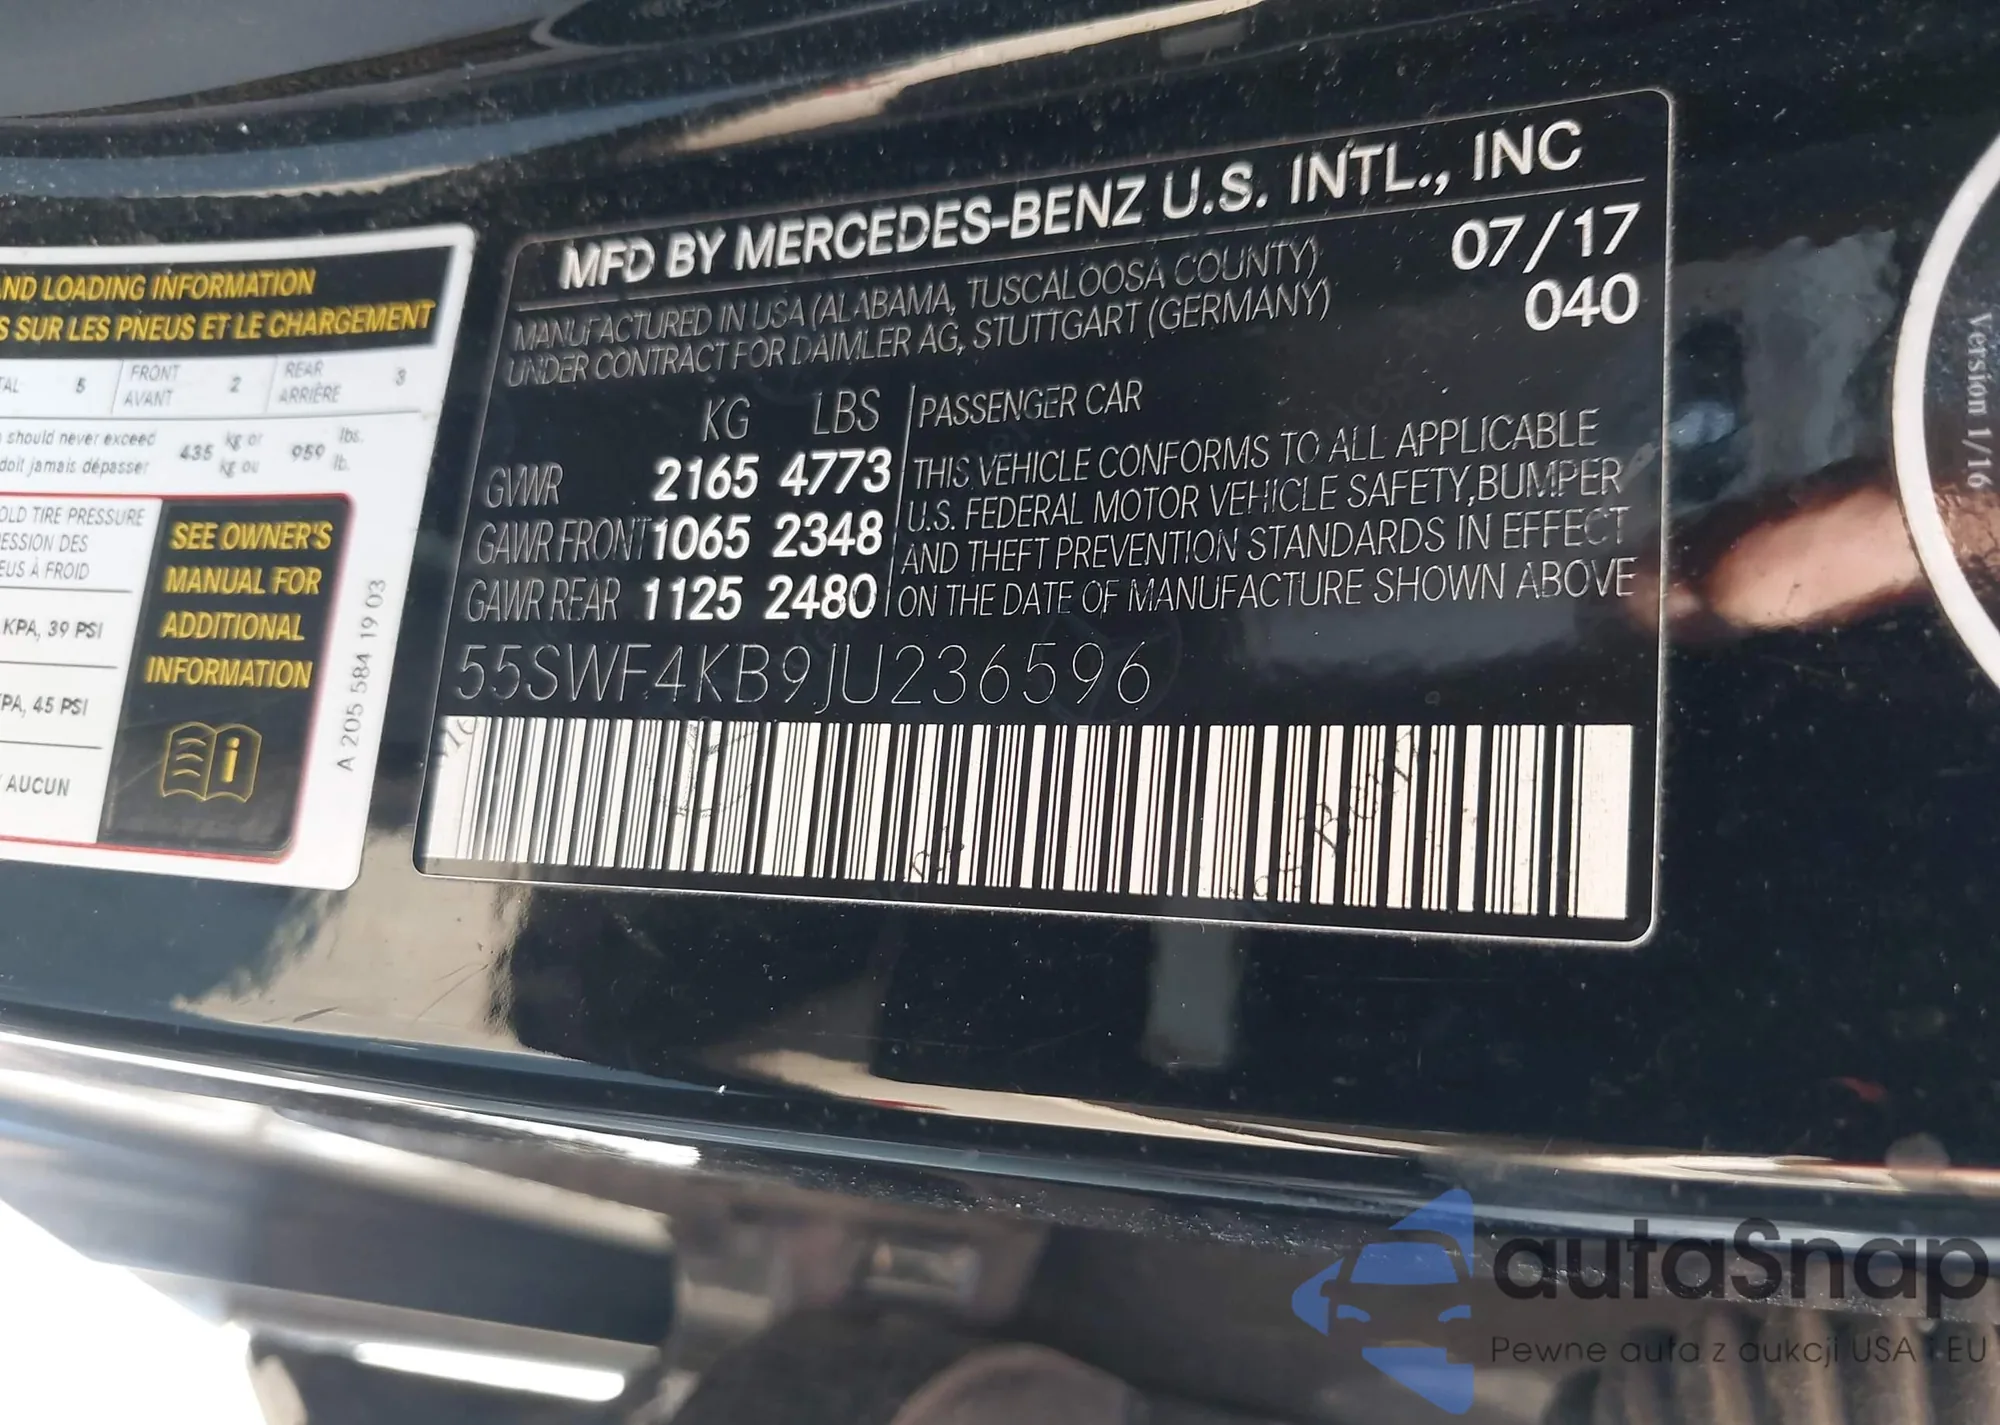 MFD BY MERCEDES-BENZ U.S. INTL., INC
07/17
MANUFACTURED IN USA (ALABAMA, TUSCALOOSA COUNTY)
UNDER CONTRACT FOR DAIMLER AG, STUTTGART (GERMANY)
040
KG LBS PASSENGER CAR
GVWR 2165 4773 THIS VEHICLE CONFORMS TO ALL APPLICABLE
U.S. FEDERAL MOTOR VEHICLE SAFETY, BUMPER
GAWR FRONT 1065 2348 AND THEFT PREVENTION STANDARDS IN EFFECT
GAWR REAR 1125 2480 ON THE DATE OF MANUFACTURE SHOWN ABOVE
55SWF4KB9JU236596
AND LOADING INFORMATION
S SUR LES PNEUS ET LE CHARGEMENT
TAL 5 FRONT 2 REAR 3
AVANT ARRIÈRE
should never exceed 435 kg or 959 lbs.
doit jamais dépasser kg ou lb.
OLD TIRE PRESSURE
ESSION DES
EUS À FROID
KPA, 39 PSI
PA, 45 PSI
/ AUCUN
SEE OWNER'S
MANUAL FOR
ADDITIONAL
INFORMATION
i
A 205 584 19 03
Version 1/16
autaSnap
Pewne auta z aukcji USA i EU